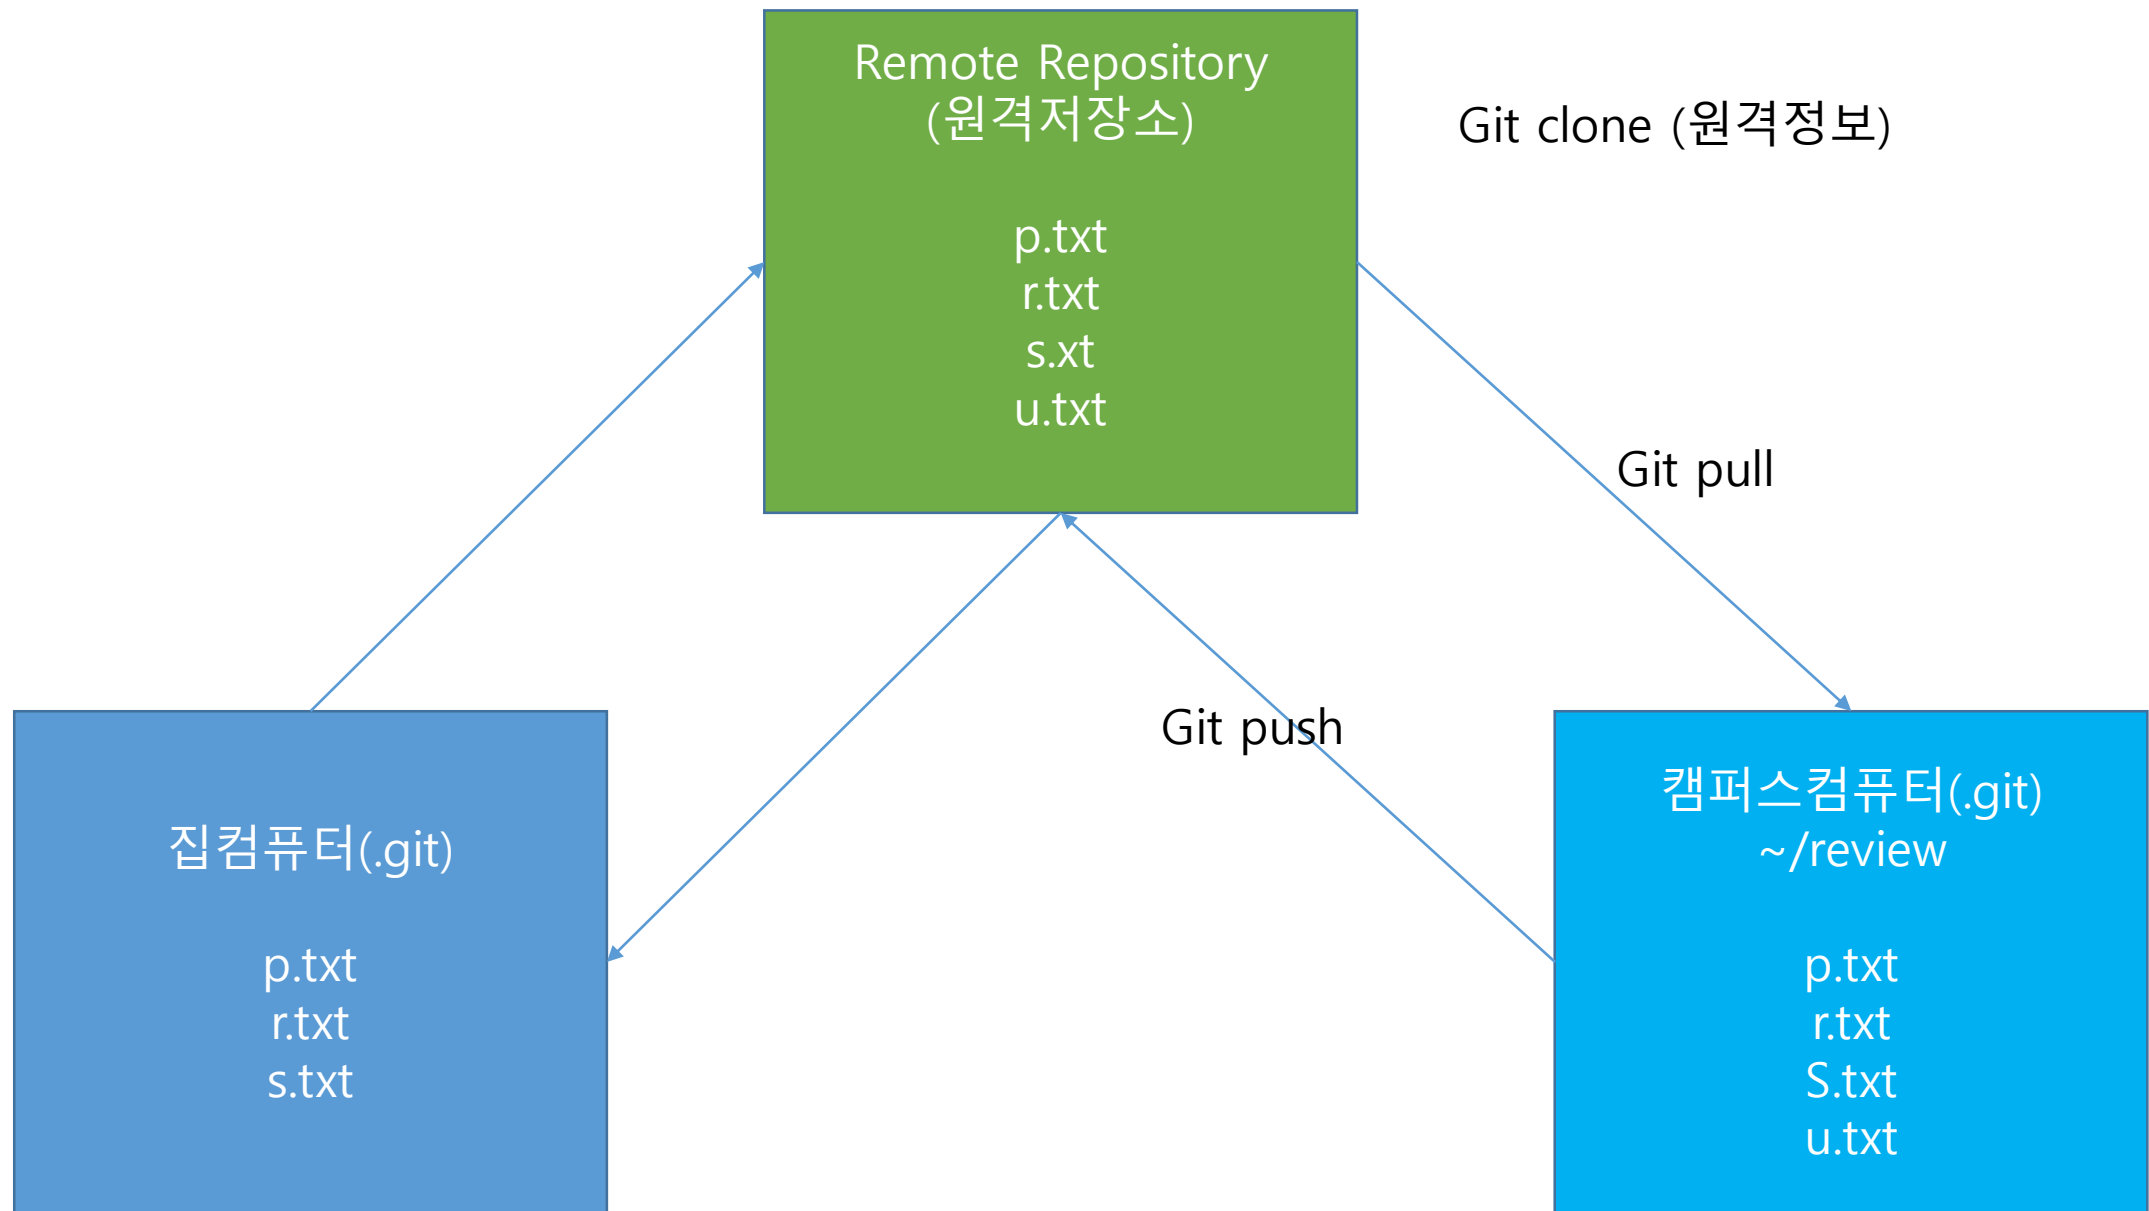 Remote Repository
(원격저장소)
p.txt
r.txt
s.xt
u.txt
Git clone (원격정보)
Git pull
Git push
집컴퓨터(.git)
p.txt
r.txt
s.txt
캠퍼스컴퓨터(.git)
~/review
p.txt
r.txt
S.txt
u.txt